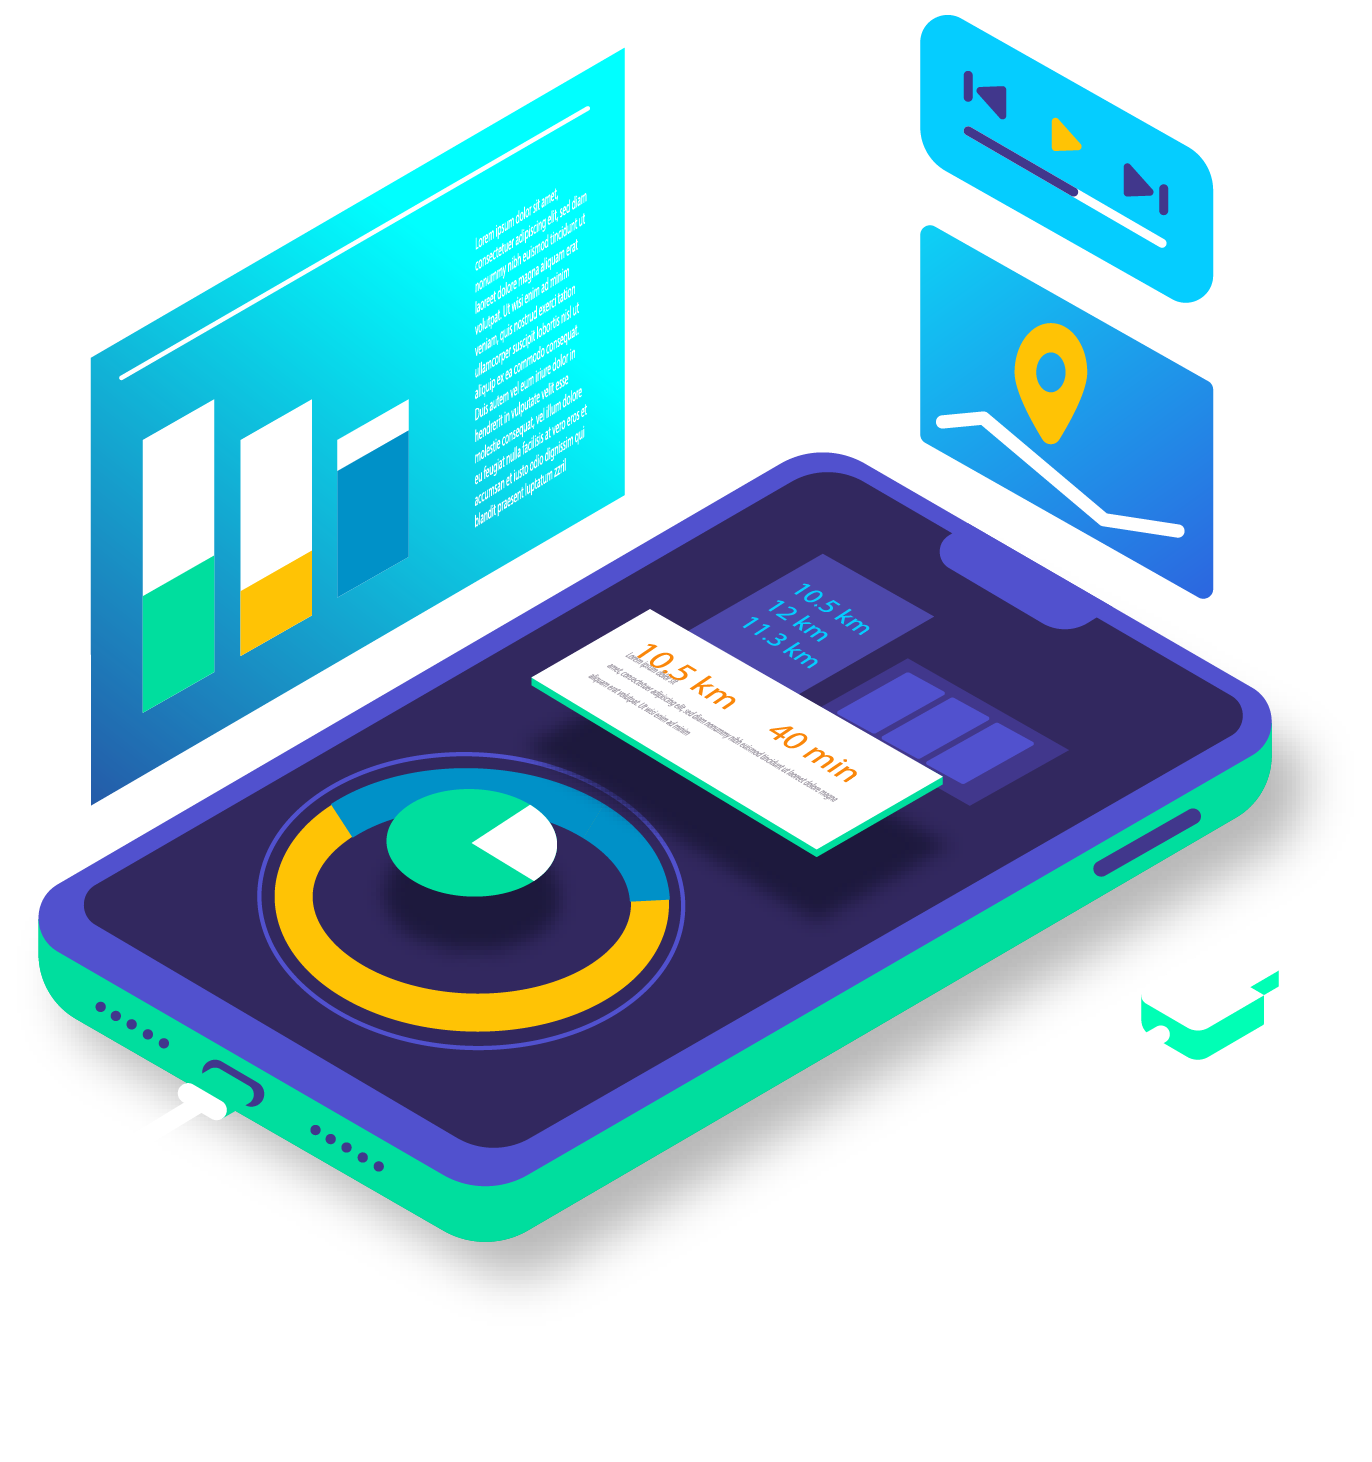 Lorem ipsum dolor sit amet,
consectetuer adipiscing elit, sed diam
nonummy nibh euismod tincidunt ut
laoreet dolore magna aliquam erat
volutpat. Ut wisi enim ad minim
veniam, quis nostrud exerci tation
ullamcorper suscipit lobortis nisl ut
aliquip ex ea commodo consequat.
Duis autem vel eum iriure dolor in
hendrerit in vulputate velit esse
molestie consequat, vel illum dolore
eu feugiat nulla facilisis at vero eros et
accumsan et iusto odio dignissim qui
blandit praesent luptatum zzril
10.5 km
12 km
11.3 km
10.5 km
40 min
Lorem ipsum dolor sit
amet, consectetuer adipiscing elit, sed diam nonummy nibh euismod tincidunt ut laoreet dolore magna
aliquam erat volutpat. Ut wisi enim ad minim